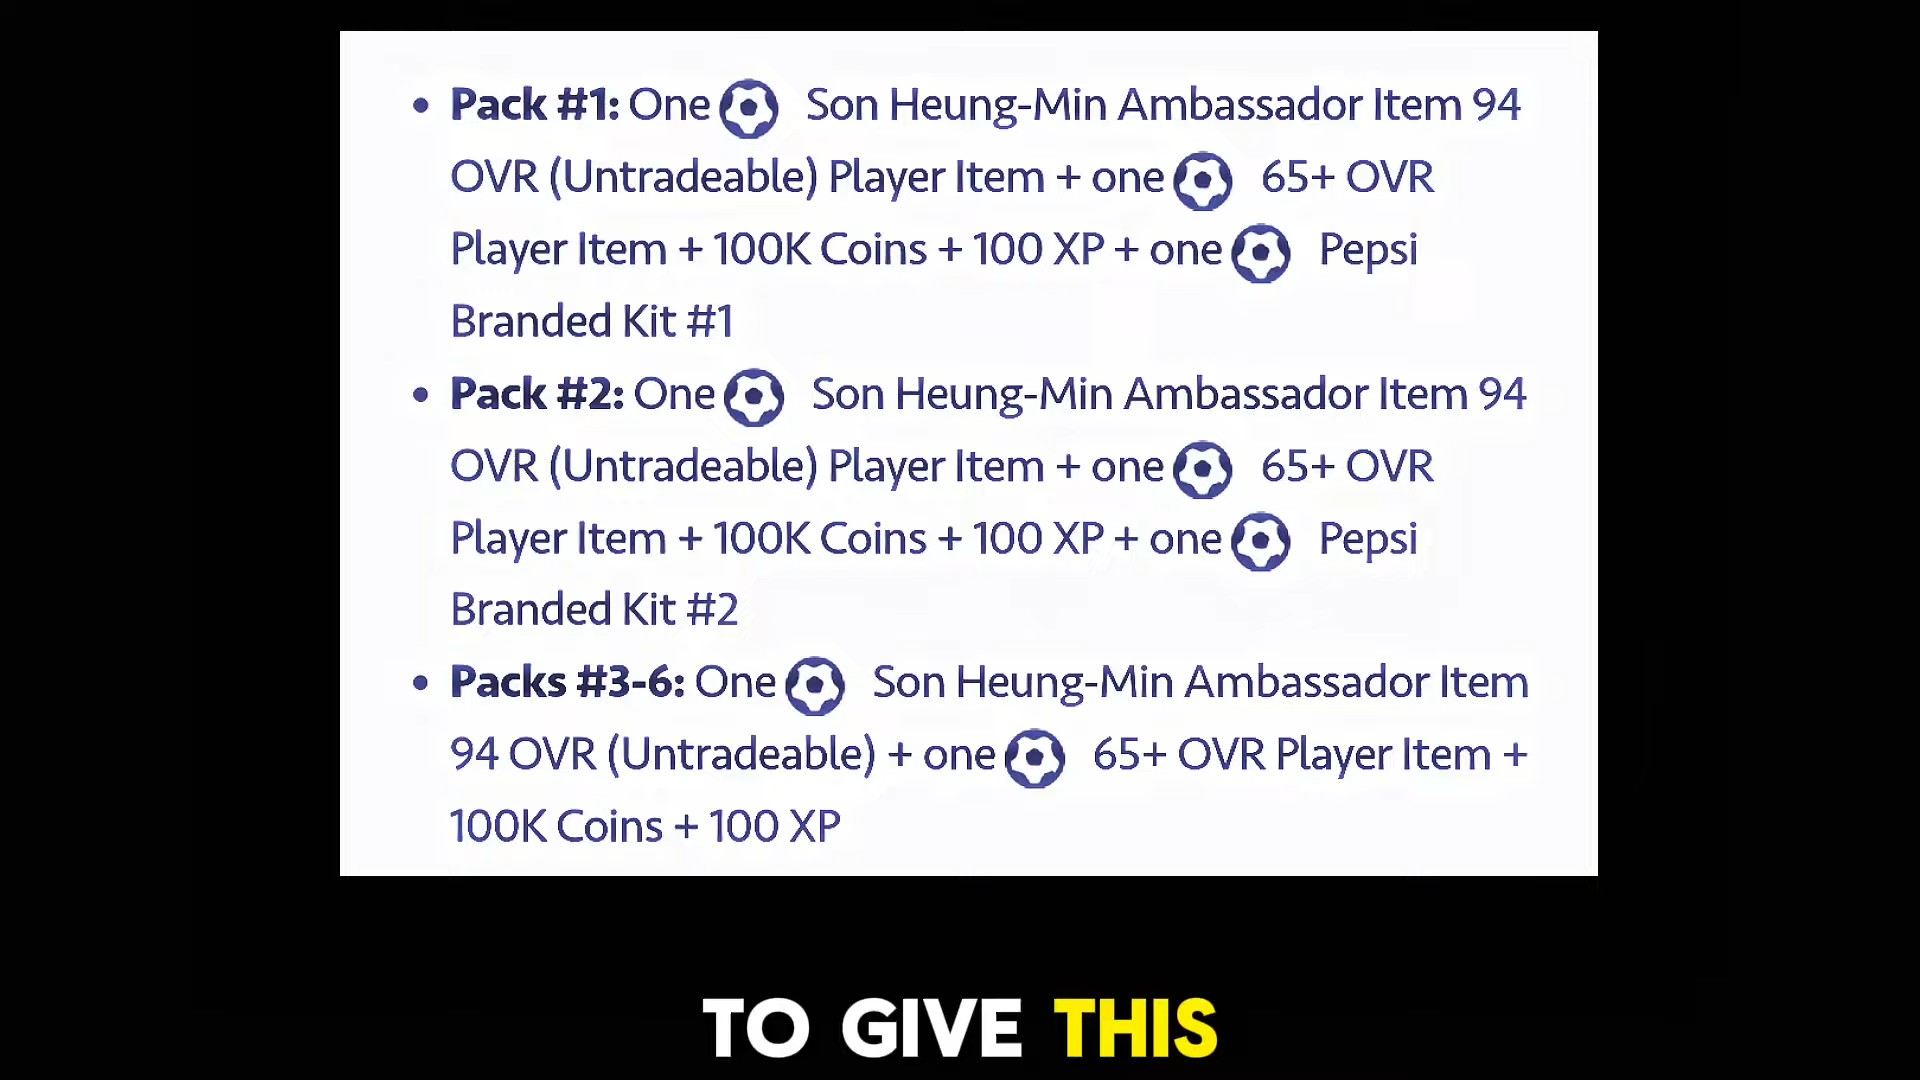 • Pack #1: One Son Heung-Min Ambassador Item 94
OVR (Untradeable) Player Item + one 65+ OVR
Player Item + 100K Coins + 100 XP + one Pepsi
Branded Kit #1
• Pack #2: One Son Heung-Min Ambassador Item 94
OVR (Untradeable) Player Item + one 65+ OVR
Player Item + 100K Coins + 100 XP + one Pepsi
Branded Kit #2
• Packs #3-6: One Son Heung-Min Ambassador Item
94 OVR (Untradeable) + one 65+ OVR Player Item +
100K Coins + 100 XP
TO GIVE THIS